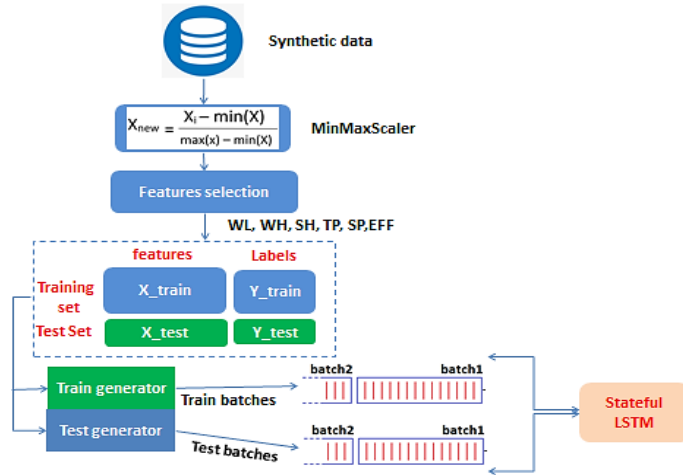 Synthetic data
Xnew = Xi – min(X) / max(x) – min(X)
MinMaxScaler
Features selection
WL, WH, SH, TP, SP,EFF
features Labels
Training set
X_train Y_train
Test Set
X_test Y_test
batch2 batch1
Train generator
Train batches
Stateful
LSTM
Test generator
Test batches
batch2 batch1